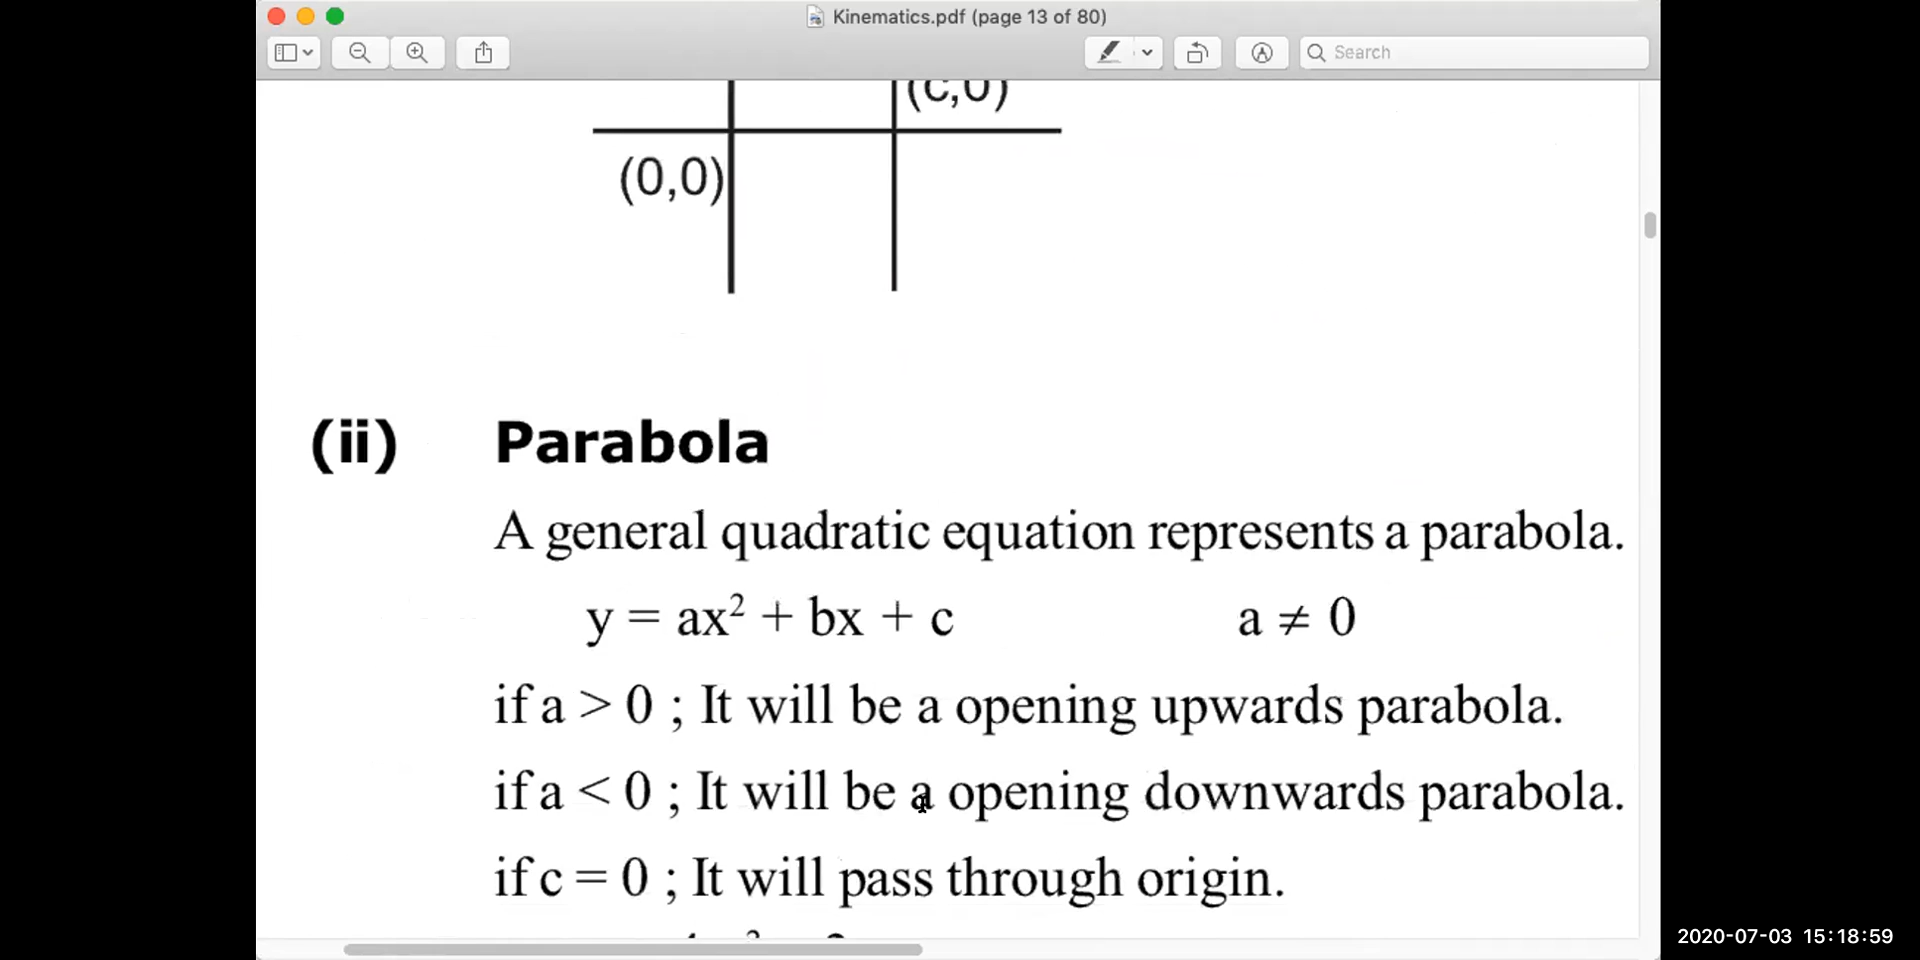 Kinematics.pdf (page 13 of 80)
Search
(c,0)
(0,0)
(ii) Parabola
A general quadratic equation represents a parabola.
y = ax² + bx + c a ≠ 0
if a > 0 ; It will be a opening upwards parabola.
if a < 0 ; It will be a opening downwards parabola.
if c = 0 ; It will pass through origin.
2020-07-03 15:18:59